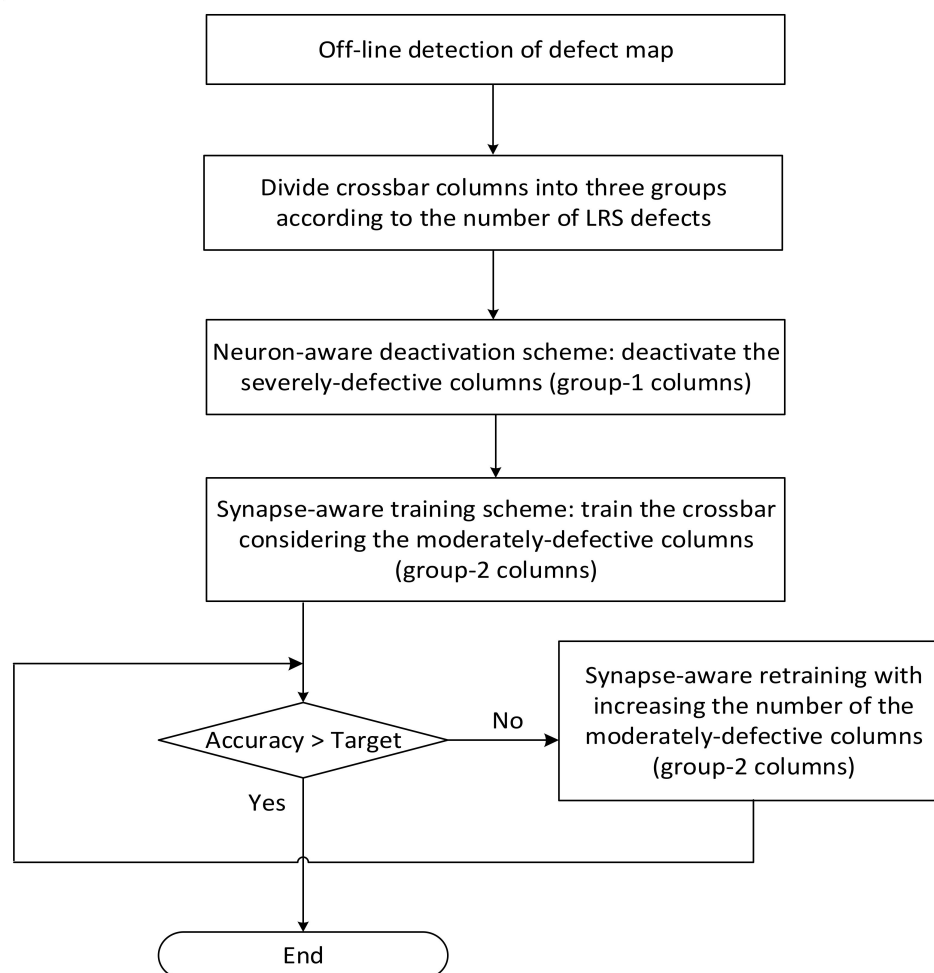 Off-line detection of defect map
Divide crossbar columns into three groups
according to the number of LRS defects
Neuron-aware deactivation scheme: deactivate the
severely-defective columns (group-1 columns)
Synapse-aware training scheme: train the crossbar
considering the moderately-defective columns
(group-2 columns)
Accuracy > Target
No
Synapse-aware retraining with
increasing the number of the
moderately-defective columns
(group-2 columns)
Yes
End